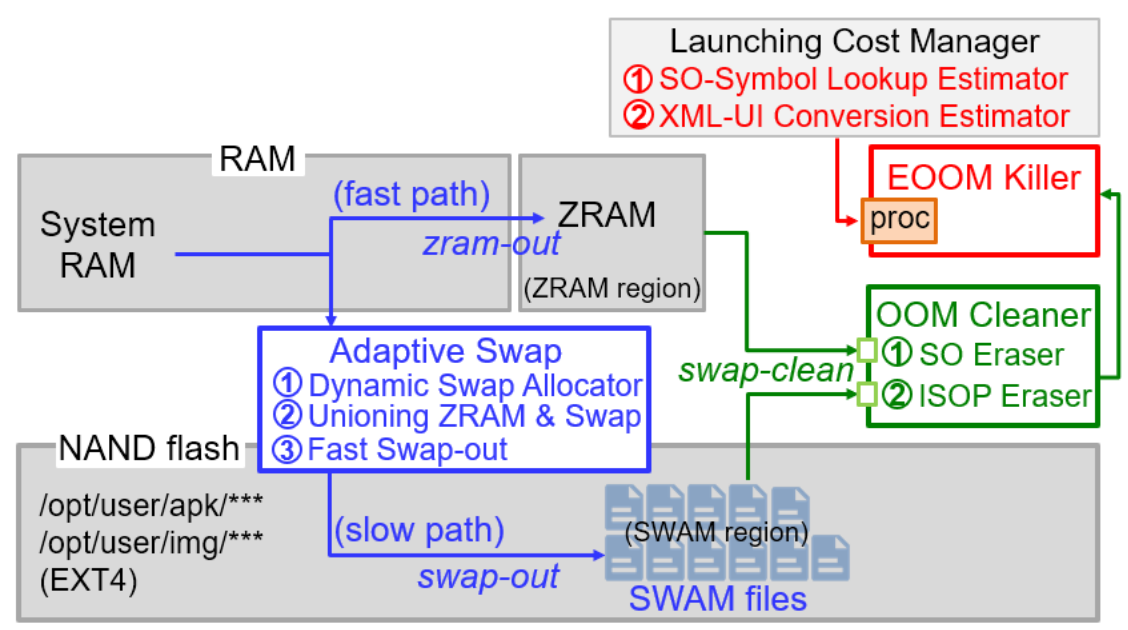 Launching Cost Manager
① SO-Symbol Lookup Estimator
② XML-UI Conversion Estimator
RAM
System
RAM
(fast path)
zram-out
ZRAM
(ZRAM region)
EOOM Killer
proc
OOM Cleaner
① SO Eraser
② ISOP Eraser
swap-clean
Adaptive Swap
① Dynamic Swap Allocator
② Unioning ZRAM & Swap
③ Fast Swap-out
NAND flash
/opt/user/apk/***
/opt/user/img/***
(EXT4)
(slow path)
swap-out
(SWAM region)
SWAM files